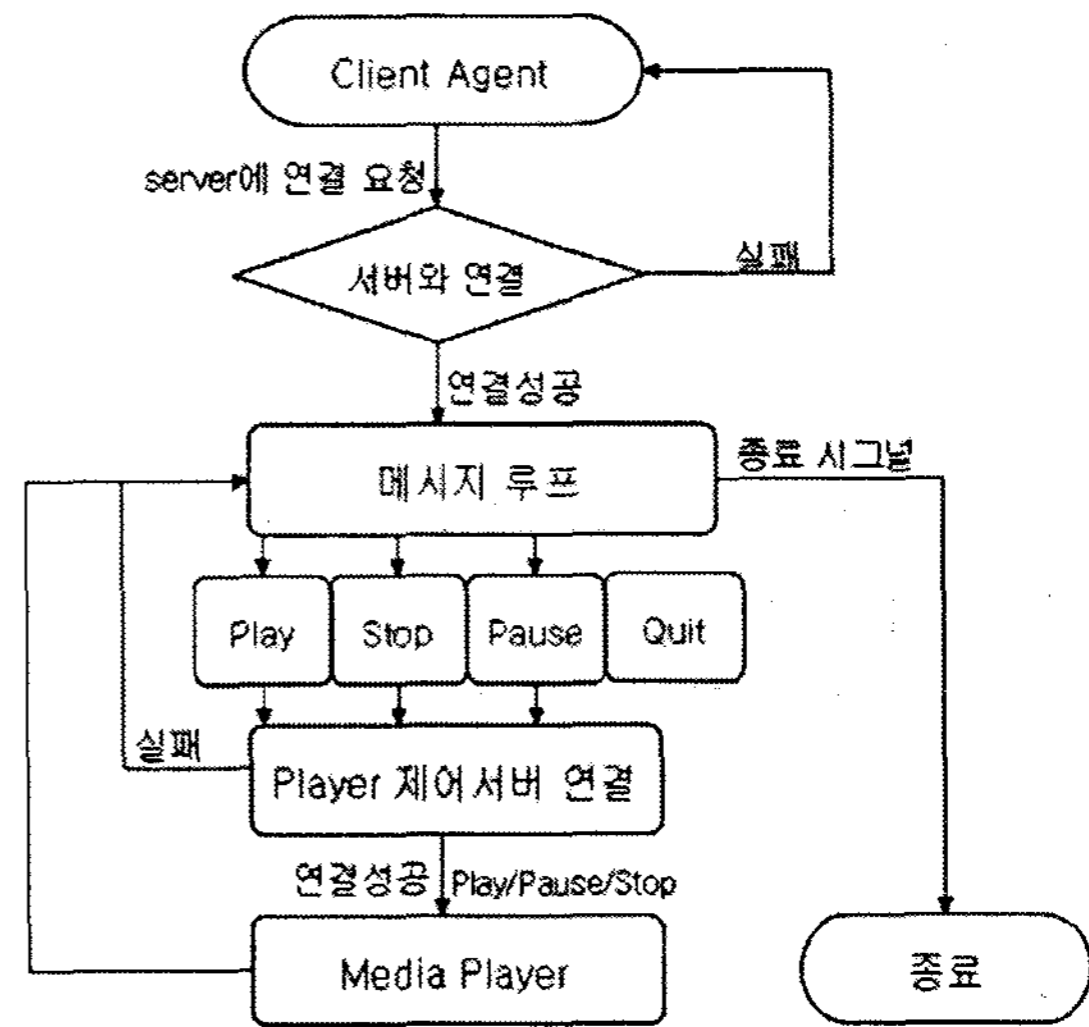 Client Agent
server에 연결 요청
서버와 연결
실패
연결성공
메시지 루프
종료 시그널
Play
Stop
Pause
Quit
실패
Player 제어서버 연결
연결성공
Play/Pause/Stop
Media Player
종료